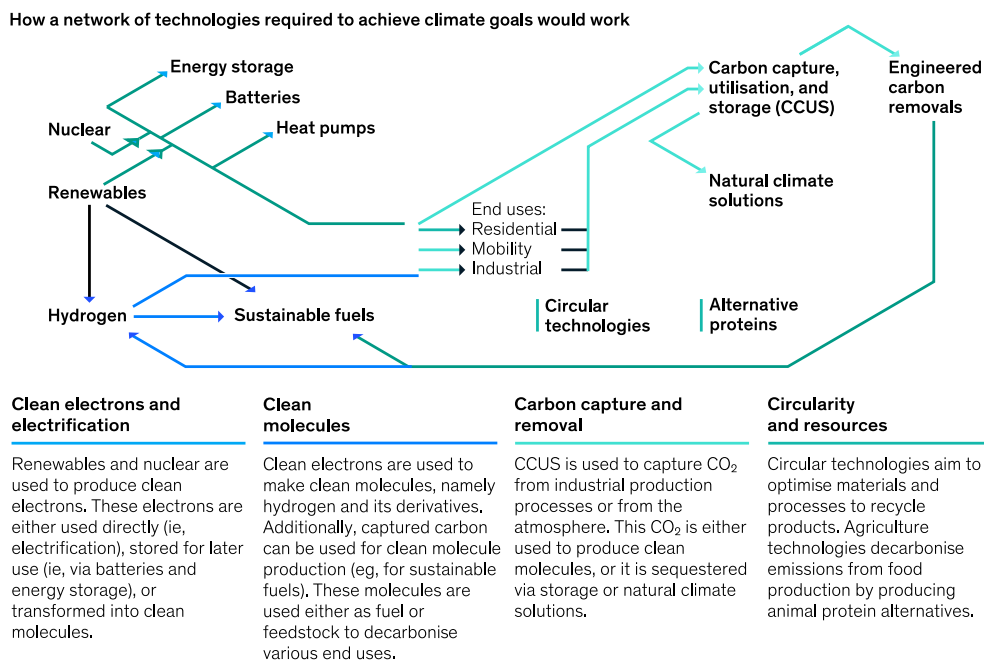 How a network of technologies required to achieve climate goals would work
Energy storage
Batteries
Nuclear
Heat pumps
Renewables
Hydrogen
Sustainable fuels
End uses:
Residential
Mobility
Industrial
Carbon capture,
utilisation, and
storage (CCUS)
Engineered
carbon
removals
Natural climate
solutions
Circular
technologies
Alternative
proteins
Clean electrons and
electrification
Renewables and nuclear are
used to produce clean
electrons. These electrons are
either used directly (ie,
electrification), stored for later
use (ie, via batteries and
energy storage), or
transformed into clean
molecules.
Clean
molecules
Clean electrons are used to
make clean molecules, namely
hydrogen and its derivatives.
Additionally, captured carbon
can be used for clean molecule
production (eg, for sustainable
fuels). These molecules are
used either as fuel or
feedstock to decarbonise
various end uses.
Carbon capture and
removal
CCUS is used to capture CO₂
from industrial production
processes or from the
atmosphere. This CO₂ is either
used to produce clean
molecules, or it is sequestered
via storage or natural climate
solutions.
Circularity
and resources
Circular technologies aim to
optimise materials and
processes to recycle
products. Agriculture
technologies decarbonise
emissions from food
production by producing
animal protein alternatives.